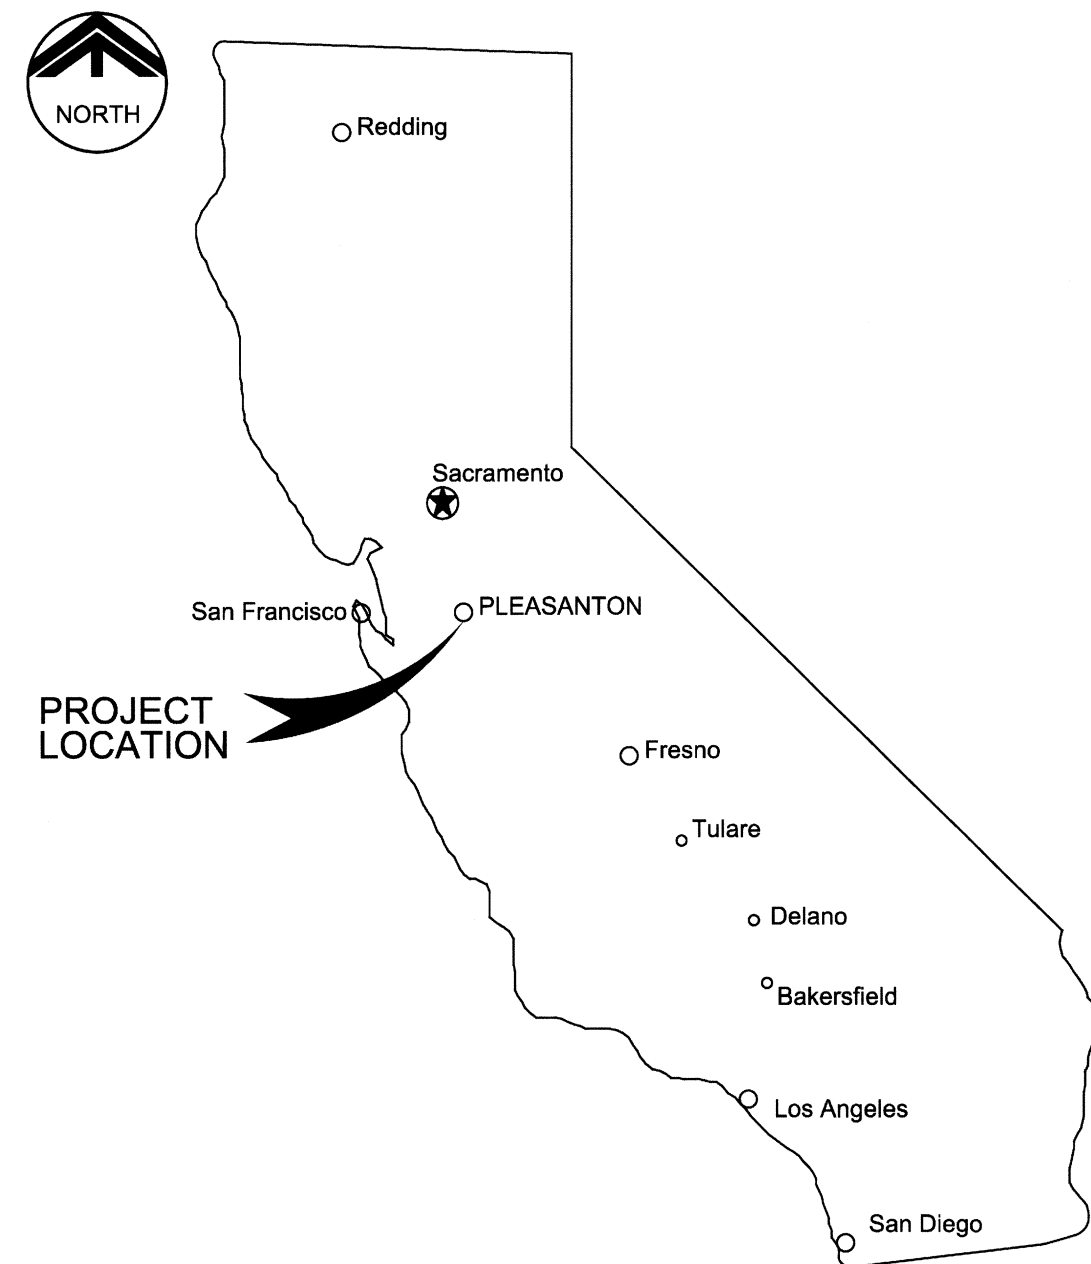 NORTH
Redding
Sacramento
San Francisco
PLEASANTON
PROJECT
LOCATION
Fresno
Tulare
Delano
Bakersfield
Los Angeles
San Diego